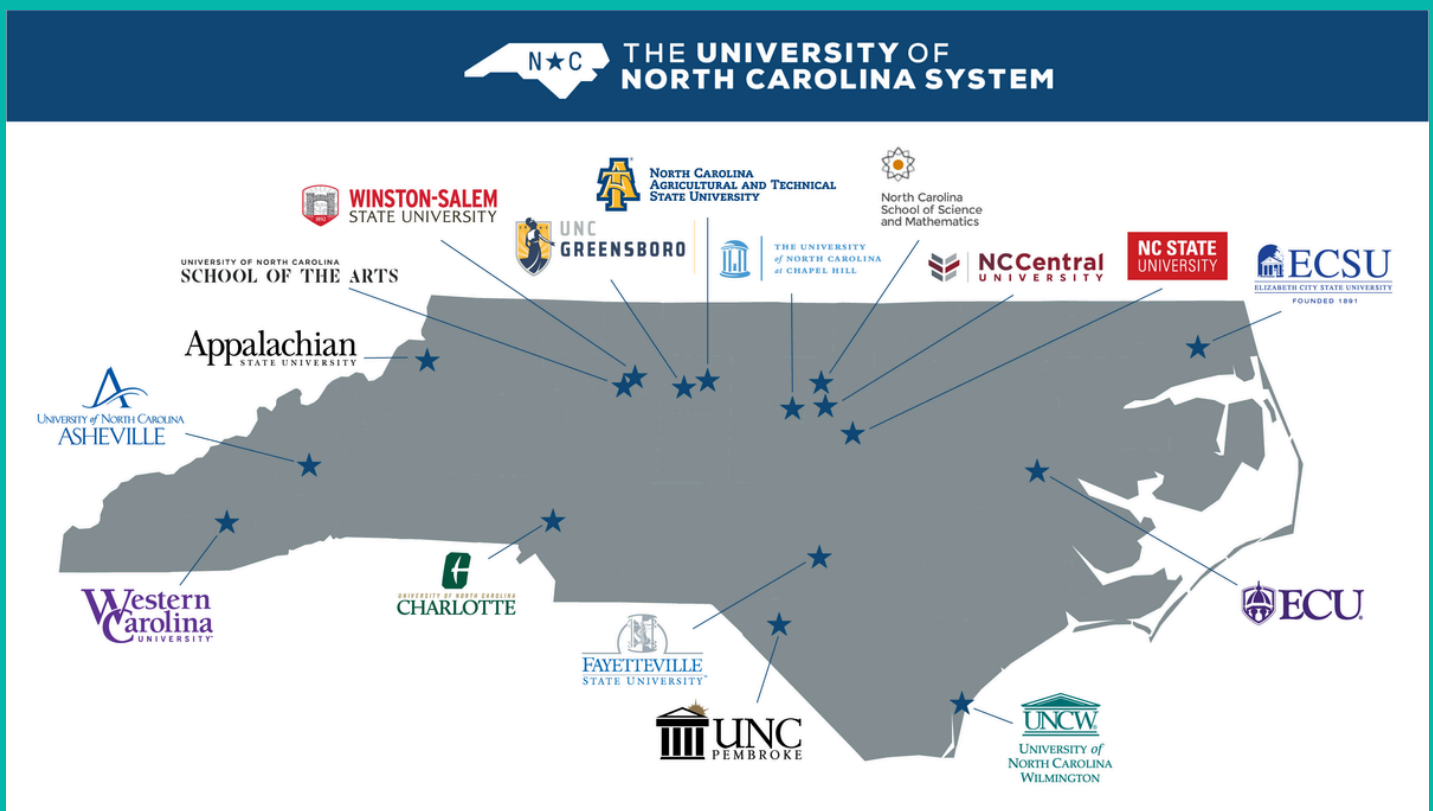 N★C
THE UNIVERSITY OF
NORTH CAROLINA SYSTEM
WINSTON-SALEM
STATE UNIVERSITY
1892
NORTH CAROLINA
AGRICULTURAL AND TECHNICAL
STATE UNIVERSITY
North Carolina
School of Science
and Mathematics
UNC
GREENSBORO
THE UNIVERSITY
of NORTH CAROLINA
at CHAPEL HILL
NCCentral
UNIVERSITY
NC STATE
UNIVERSITY
ECSU
ELIZABETH CITY STATE UNIVERSITY
FOUNDED 1891
UNIVERSITY OF NORTH CAROLINA
SCHOOL OF THE ARTS
Appalachian
STATE UNIVERSITY
UNIVERSITY of NORTH CAROLINA
ASHEVILLE
Western
Carolina
UNIVERSITY
UNIVERSITY OF NORTH CAROLINA
CHARLOTTE
FAYETTEVILLE
STATE UNIVERSITY
UNC
PEMBROKE
ECU
UNCW
UNIVERSITY of
NORTH CAROLINA
WILMINGTON